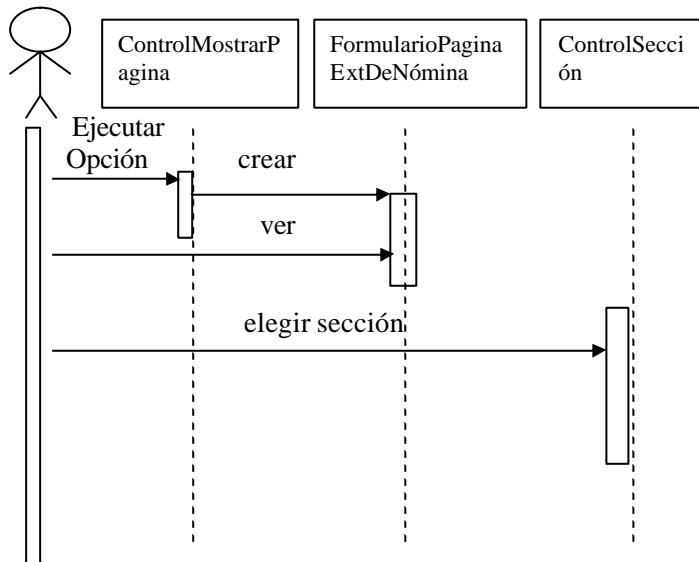 ControlMostrarP
agina
FormularioPagina
ExtDeNómina
ControlSecci
ón
Ejecutar
Opción
crear
ver
elegir sección